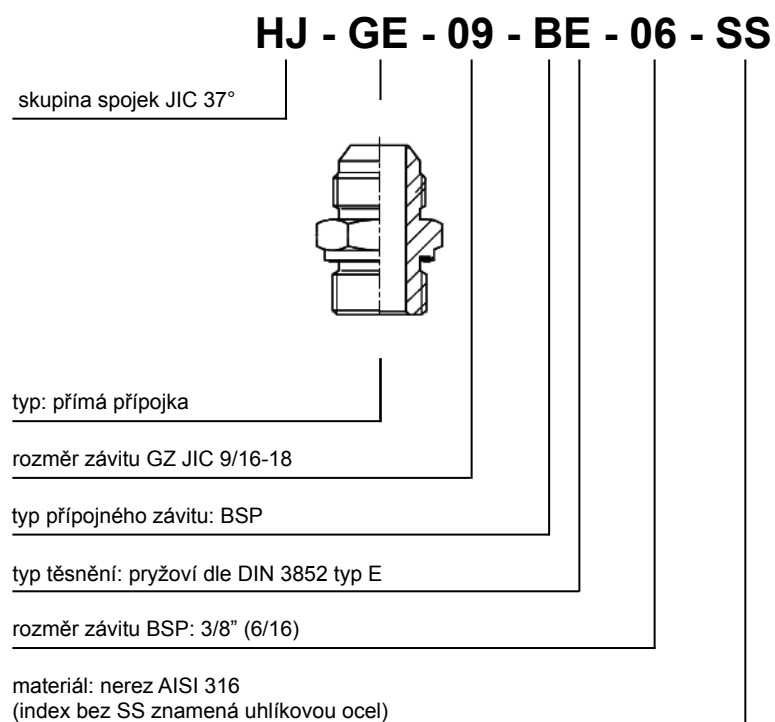 HJ - GE - 09 - BE - 06 - SS
skupina spojek JIC 37°
typ: přímá přípojka
rozměr závitu GZ JIC 9/16-18
typ přípojného závitu: BSP
typ těsnění: pryžoví dle DIN 3852 typ E
rozměr závitu BSP: 3/8” (6/16)
materiál: nerez AISI 316
(index bez SS znamená uhlíkovou ocel)